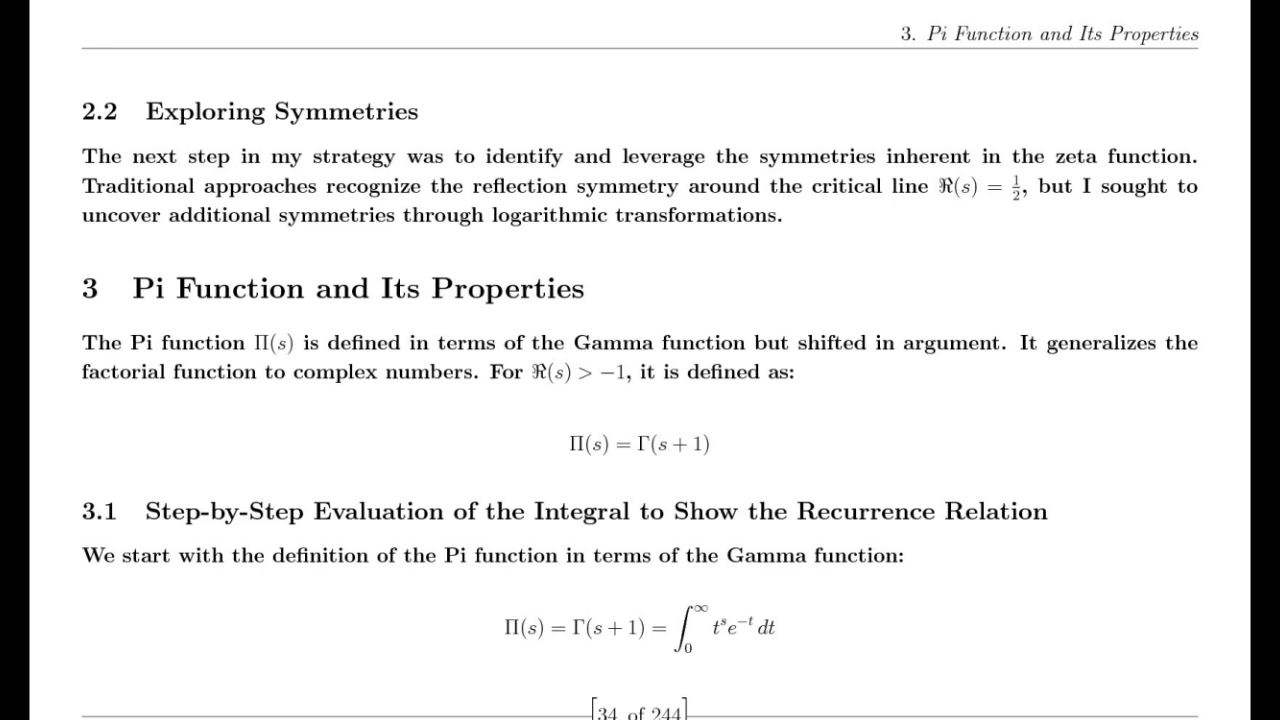 3. Pi Function and Its Properties
2.2 Exploring Symmetries
The next step in my strategy was to identify and leverage the symmetries inherent in the zeta function.
Traditional approaches recognize the reflection symmetry around the critical line ℜ(s) = 1/2, but I sought to
uncover additional symmetries through logarithmic transformations.
3 Pi Function and Its Properties
The Pi function Π(s) is defined in terms of the Gamma function but shifted in argument. It generalizes the
factorial function to complex numbers. For ℜ(s) > −1, it is defined as:
Π(s) = Γ(s + 1)
3.1 Step-by-Step Evaluation of the Integral to Show the Recurrence Relation
We start with the definition of the Pi function in terms of the Gamma function:
Π(s) = Γ(s + 1) = ∫₀^∞ tˢe⁻ᵗ dt
[34 of 244]